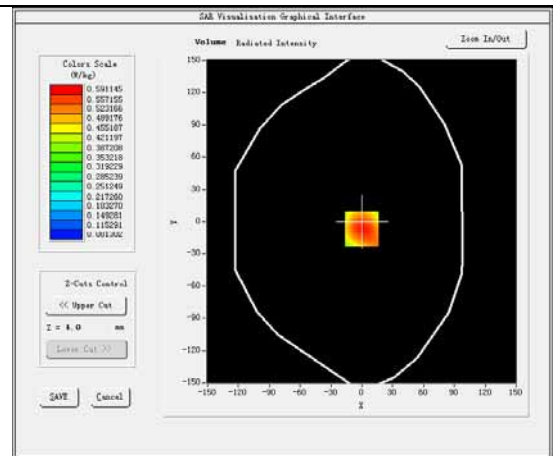 SAR Visualisation Graphical Interface
Volume Radiated Intensity
Zoom In/Out
Colors Scale
(W/kg)
0.591145
0.557155
0.523166
0.489176
0.455187
0.421197
0.387208
0.353218
0.319229
0.285239
0.251249
0.217260
0.183270
0.149281
0.115291
0.081302
Z-Cuts Control
<< Upper Cut
Z = 4.0 mm
Lower Cut >>
SAVE Cancel
150
120
90
60
30
0
-30
-60
-90
-120
-150
Y
-150 -120 -90 -60 -30 0 30 60 90 120 150
X